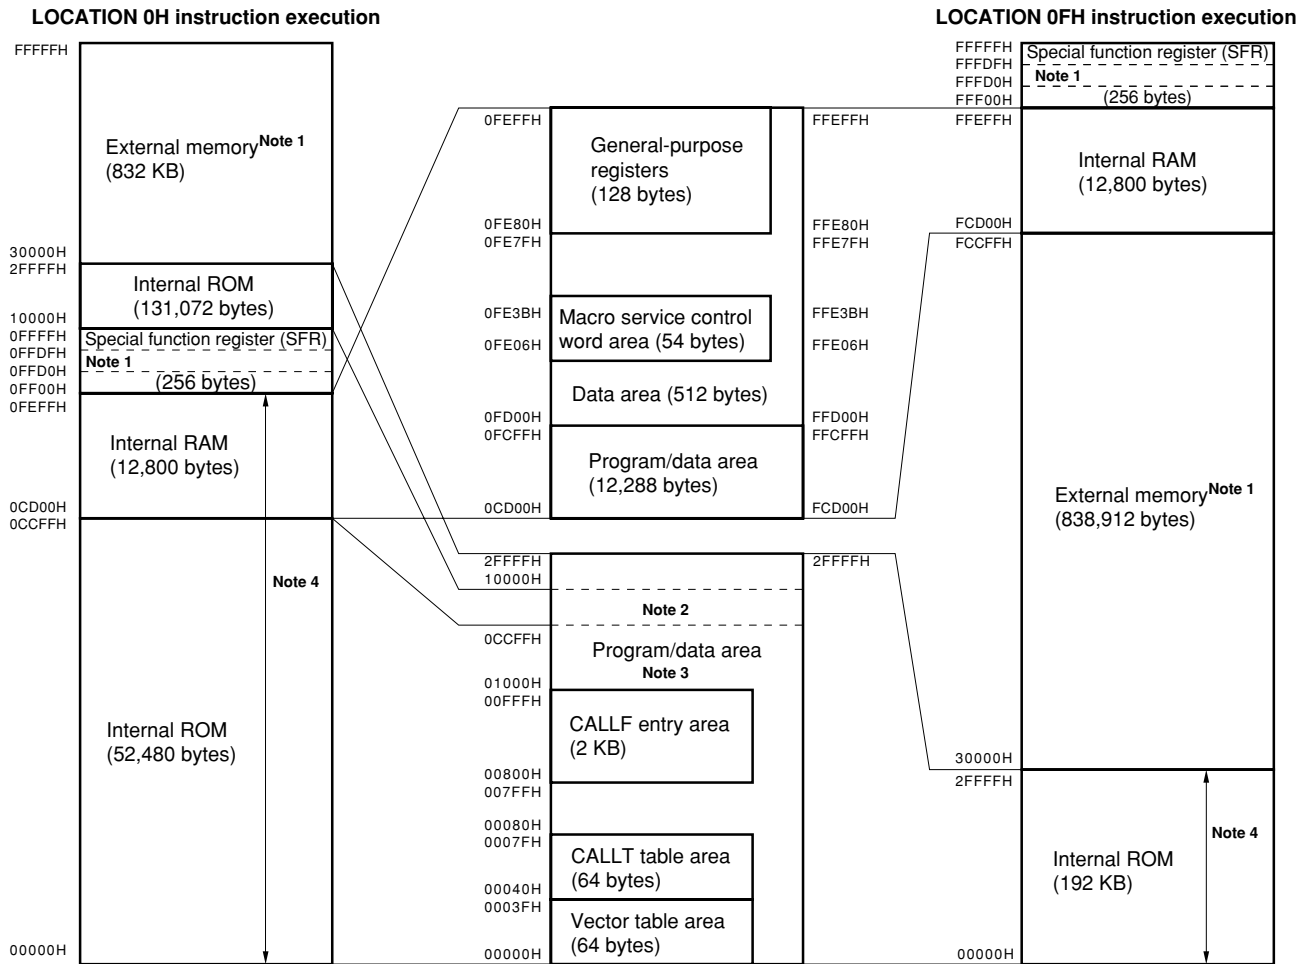 LOCATION 0H instruction execution
FFFFFH
External memory Note 1
(832 KB)
30000H
2FFFFH
Internal ROM
(131,072 bytes)
10000H
0FFFFH
Special function register (SFR)
0FFDFH
Note 1
0FFD0H
(256 bytes)
0FF00H
0FEFFH
Internal RAM
(12,800 bytes)
0CD00H
0CCFFH
Note 4
Internal ROM
(52,480 bytes)
00000H
0FEFFH
General-purpose
registers
(128 bytes)
0FE80H
0FE7FH
0FE3BH
Macro service control
word area (54 bytes)
0FE06H
Data area (512 bytes)
0FD00H
0FCFFH
Program/data area
(12,288 bytes)
0CD00H
FFEFFH
FFE80H
FFE7FH
FFE3BH
FFE06H
FFD00H
FFCFFH
FCD00H
2FFFFH
2FFFFH
10000H
Note 2
0CCFFH
Program/data area
Note 3
01000H
00FFFH
CALLF entry area
(2 KB)
00800H
007FFH
00080H
0007FH
CALLT table area
(64 bytes)
00040H
0003FH
Vector table area
(64 bytes)
00000H
LOCATION 0FH instruction execution
FFFFFH
Special function register (SFR)
FFFDFH
Note 1
FFFD0H
(256 bytes)
FFF00H
FFEFFH
Internal RAM
(12,800 bytes)
FCD00H
FCCFFH
External memory Note 1
(838,912 bytes)
30000H
2FFFFH
Note 4
Internal ROM
(192 KB)
00000H